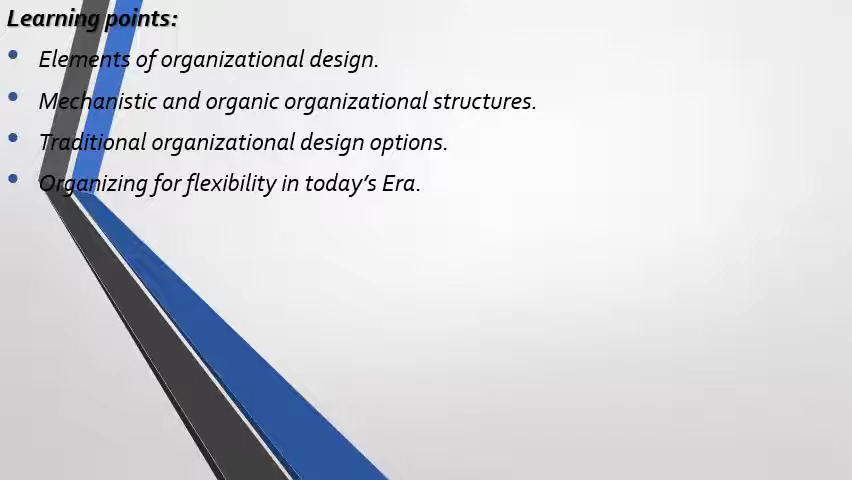 Learning points:
• Elements of organizational design.
• Mechanistic and organic organizational structures.
• Traditional organizational design options.
• Organizing for flexibility in today’s Era.